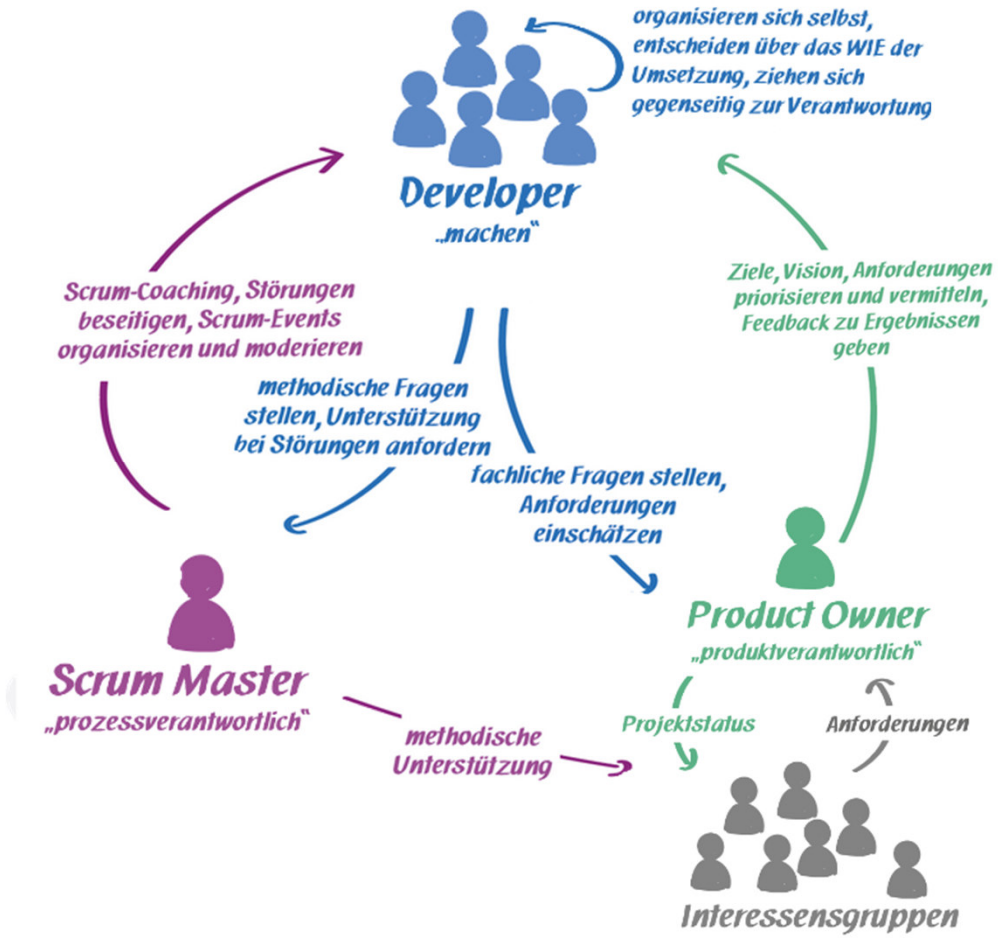 organisieren sich selbst,
entscheiden über das WIE der
Umsetzung, ziehen sich
gegenseitig zur Verantwortung
Developer
„machen“
Scrum-Coaching, Störungen
beseitigen, Scrum-Events
organisieren und moderieren
Ziele, Vision, Anforderungen
priorisieren und vermitteln,
Feedback zu Ergebnissen
geben
methodische Fragen
stellen, Unterstützung
bei Störungen anfordern
fachliche Fragen stellen,
Anforderungen
einschätzen
Scrum Master
„prozessverantwortlich“
Product Owner
„produktverantwortlich“
methodische
Unterstützung
Projektstatus
Anforderungen
Interessensgruppen